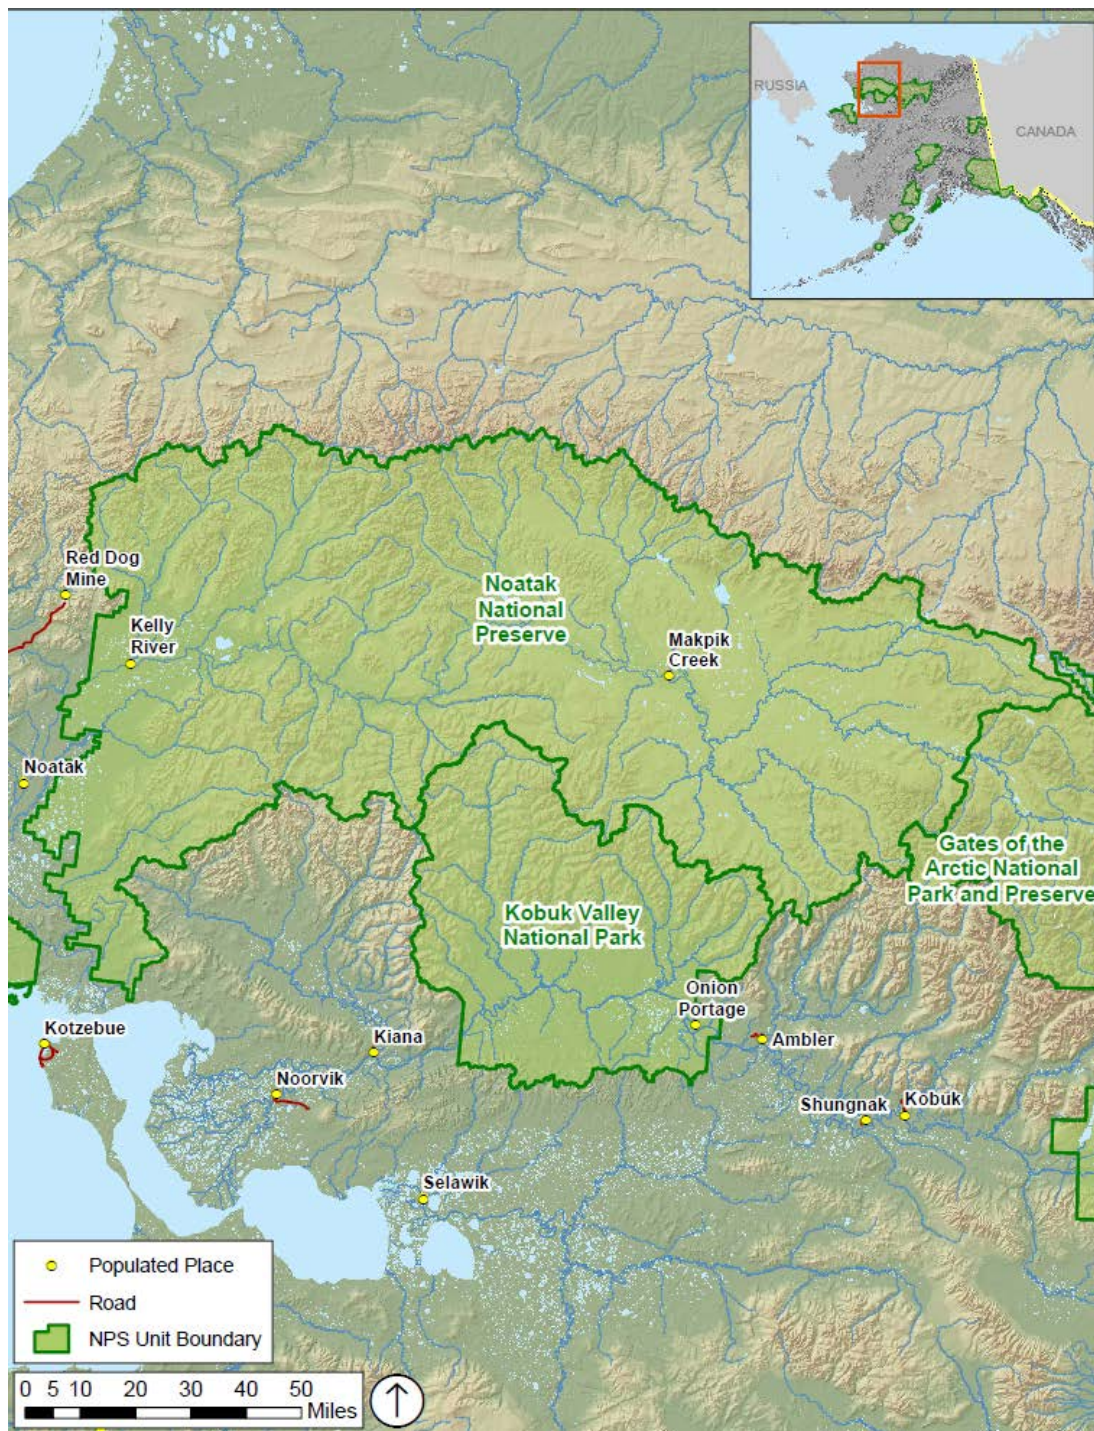 RUSSIA
CANADA
Red Dog
Mine
Kelly
River
Noatak
National
Preserve
Makpik
Creek
Noatak
Gates of the
Arctic National
Park and Preserve
Kobuk Valley
National Park
Onion
Portage
Kotzebue
Kiana
Ambler
Noorvik
Shungnak
Kobuk
Selawik
Populated Place
Road
NPS Unit Boundary
0 5 10 20 30 40 50
Miles